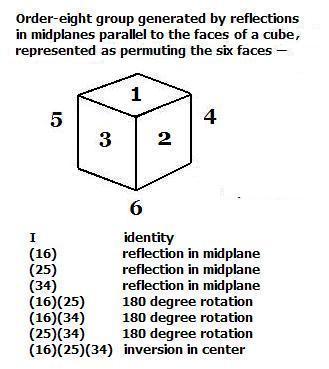 Order-eight group generated by reflections
in midplanes parallel to the faces of a cube,
represented as permuting the six faces —
1
5
4
3
2
6
I identity
(16) reflection in midplane
(25) reflection in midplane
(34) reflection in midplane
(16)(25) 180 degree rotation
(16)(34) 180 degree rotation
(25)(34) 180 degree rotation
(16)(25)(34) inversion in center